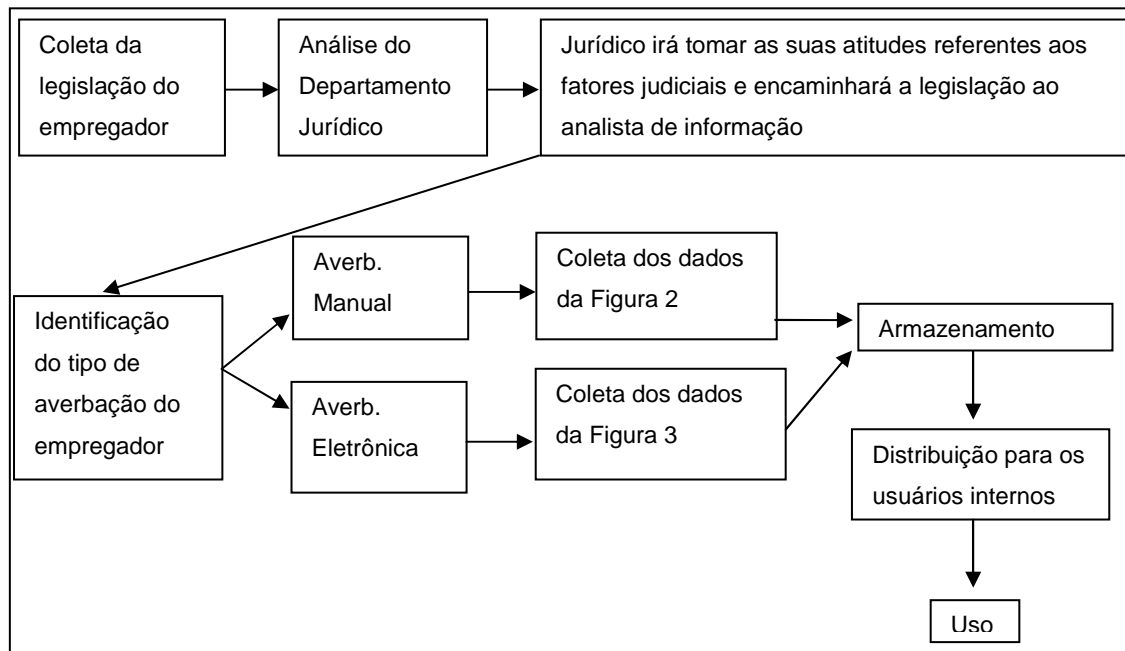 Coleta da
legislação do
empregador
Análise do
Departamento
Jurídico
Jurídico irá tomar as suas atitudes referentes aos
fatores judiciais e encaminhará a legislação ao
analista de informação
Identificação
do tipo de
averbação do
empregador
Averb.
Manual
Averb.
Eletrônica
Coleta dos dados
da Figura 2
Coleta dos dados
da Figura 3
Armazenamento
Distribuição para os
usuários internos
Uso